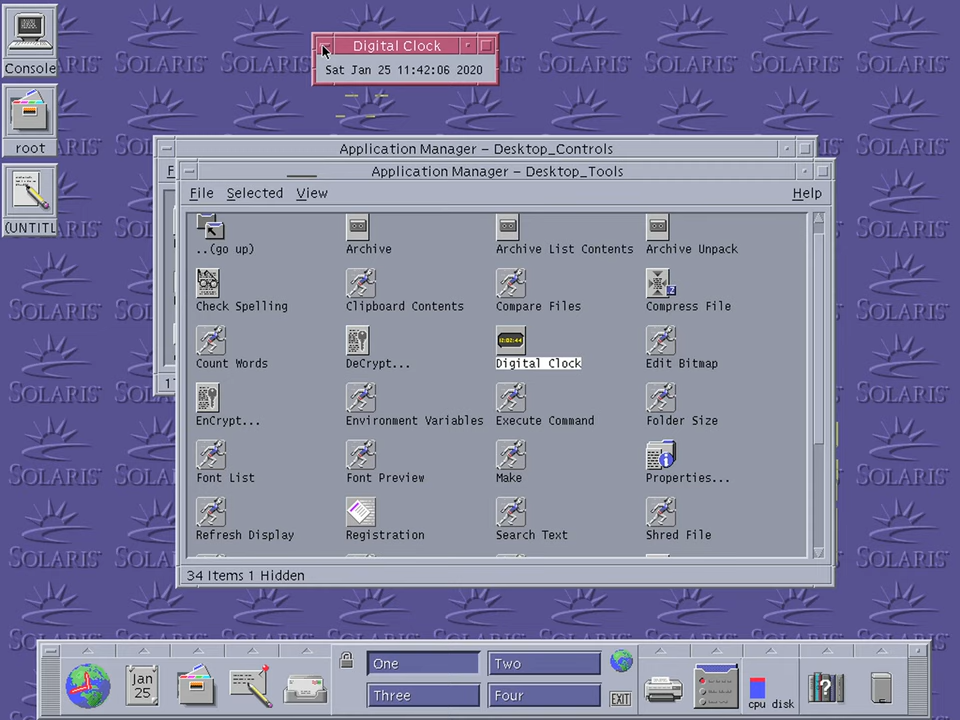 Console
root
(UNTITL
Digital Clock
Sat Jan 25 11:42:06 2020
Application Manager – Desktop_Controls
Application Manager – Desktop_Tools
File Selected View Help
..(go up) Archive Archive List Contents Archive Unpack
Check Spelling Clipboard Contents Compare Files Compress File
Count Words DeCrypt... Digital Clock Edit Bitmap
EnCrypt... Environment Variables Execute Command Folder Size
Font List Font Preview Make Properties...
Refresh Display Registration Search Text Shred File
34 Items 1 Hidden
One Two
Three Four
EXIT
Jan
25
cpu disk
SOLARIS